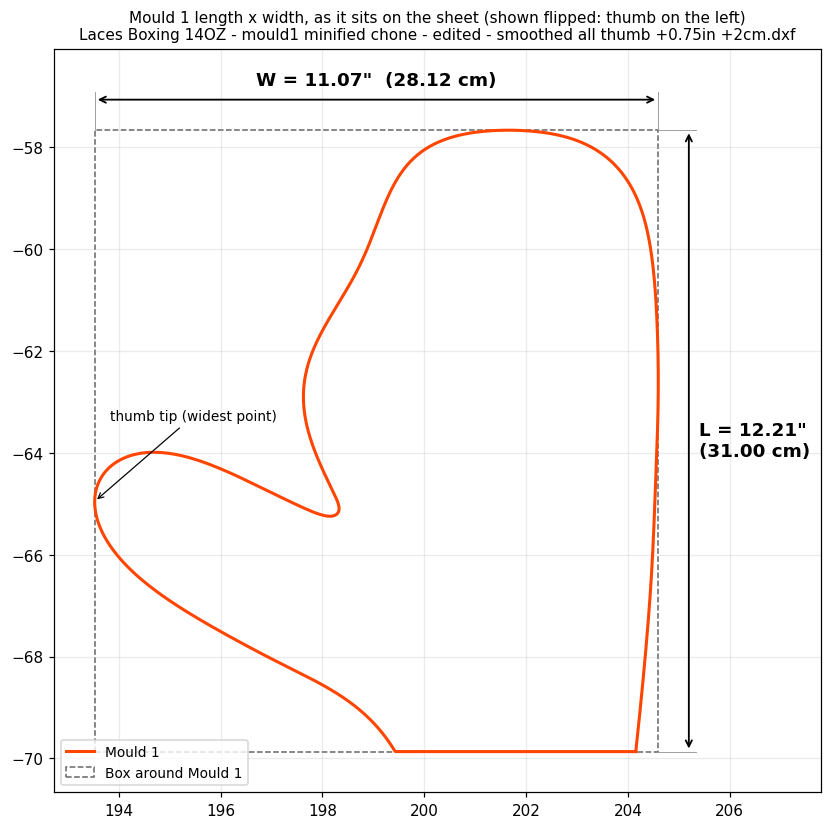 Mould 1 length x width, as it sits on the sheet (shown flipped: thumb on the left)
Laces Boxing 14OZ - mould1 minified chone - edited - smoothed all thumb +0.75in +2cm.dxf
W = 11.07"  (28.12 cm)
−58
−60
−62
−64
−66
−68
−70
thumb tip (widest point)
L = 12.21"
(31.00 cm)
Mould 1
Box around Mould 1
194
196
198
200
202
204
206